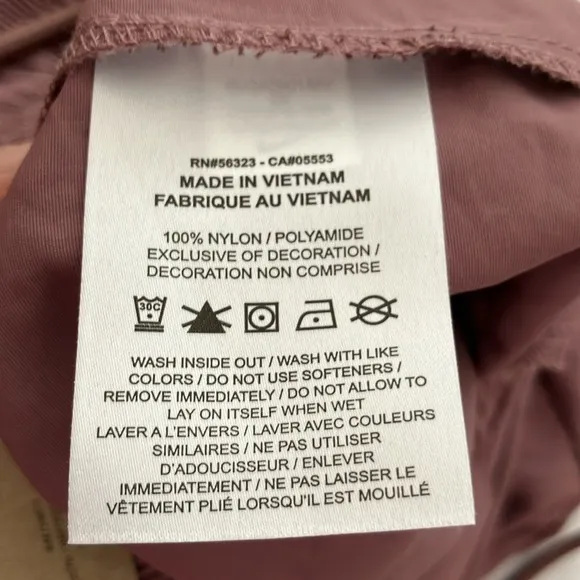 RN#56323 - CA#05553
MADE IN VIETNAM
FABRIQUE AU VIETNAM
100% NYLON / POLYAMIDE
EXCLUSIVE OF DECORATION /
DECORATION NON COMPRISE
30C
WASH INSIDE OUT / WASH WITH LIKE
COLORS / DO NOT USE SOFTENERS /
REMOVE IMMEDIATELY / DO NOT ALLOW TO
LAY ON ITSELF WHEN WET
LAVER A L'ENVERS / LAVER AVEC COULEURS
SIMILAIRES / NE PAS UTILISER
D'ADOUCISSEUR / ENLEVER
IMMEDIATEMENT / NE PAS LAISSER LE
VÊTEMENT PLIÉ LORSQU'IL EST MOUILLÉ